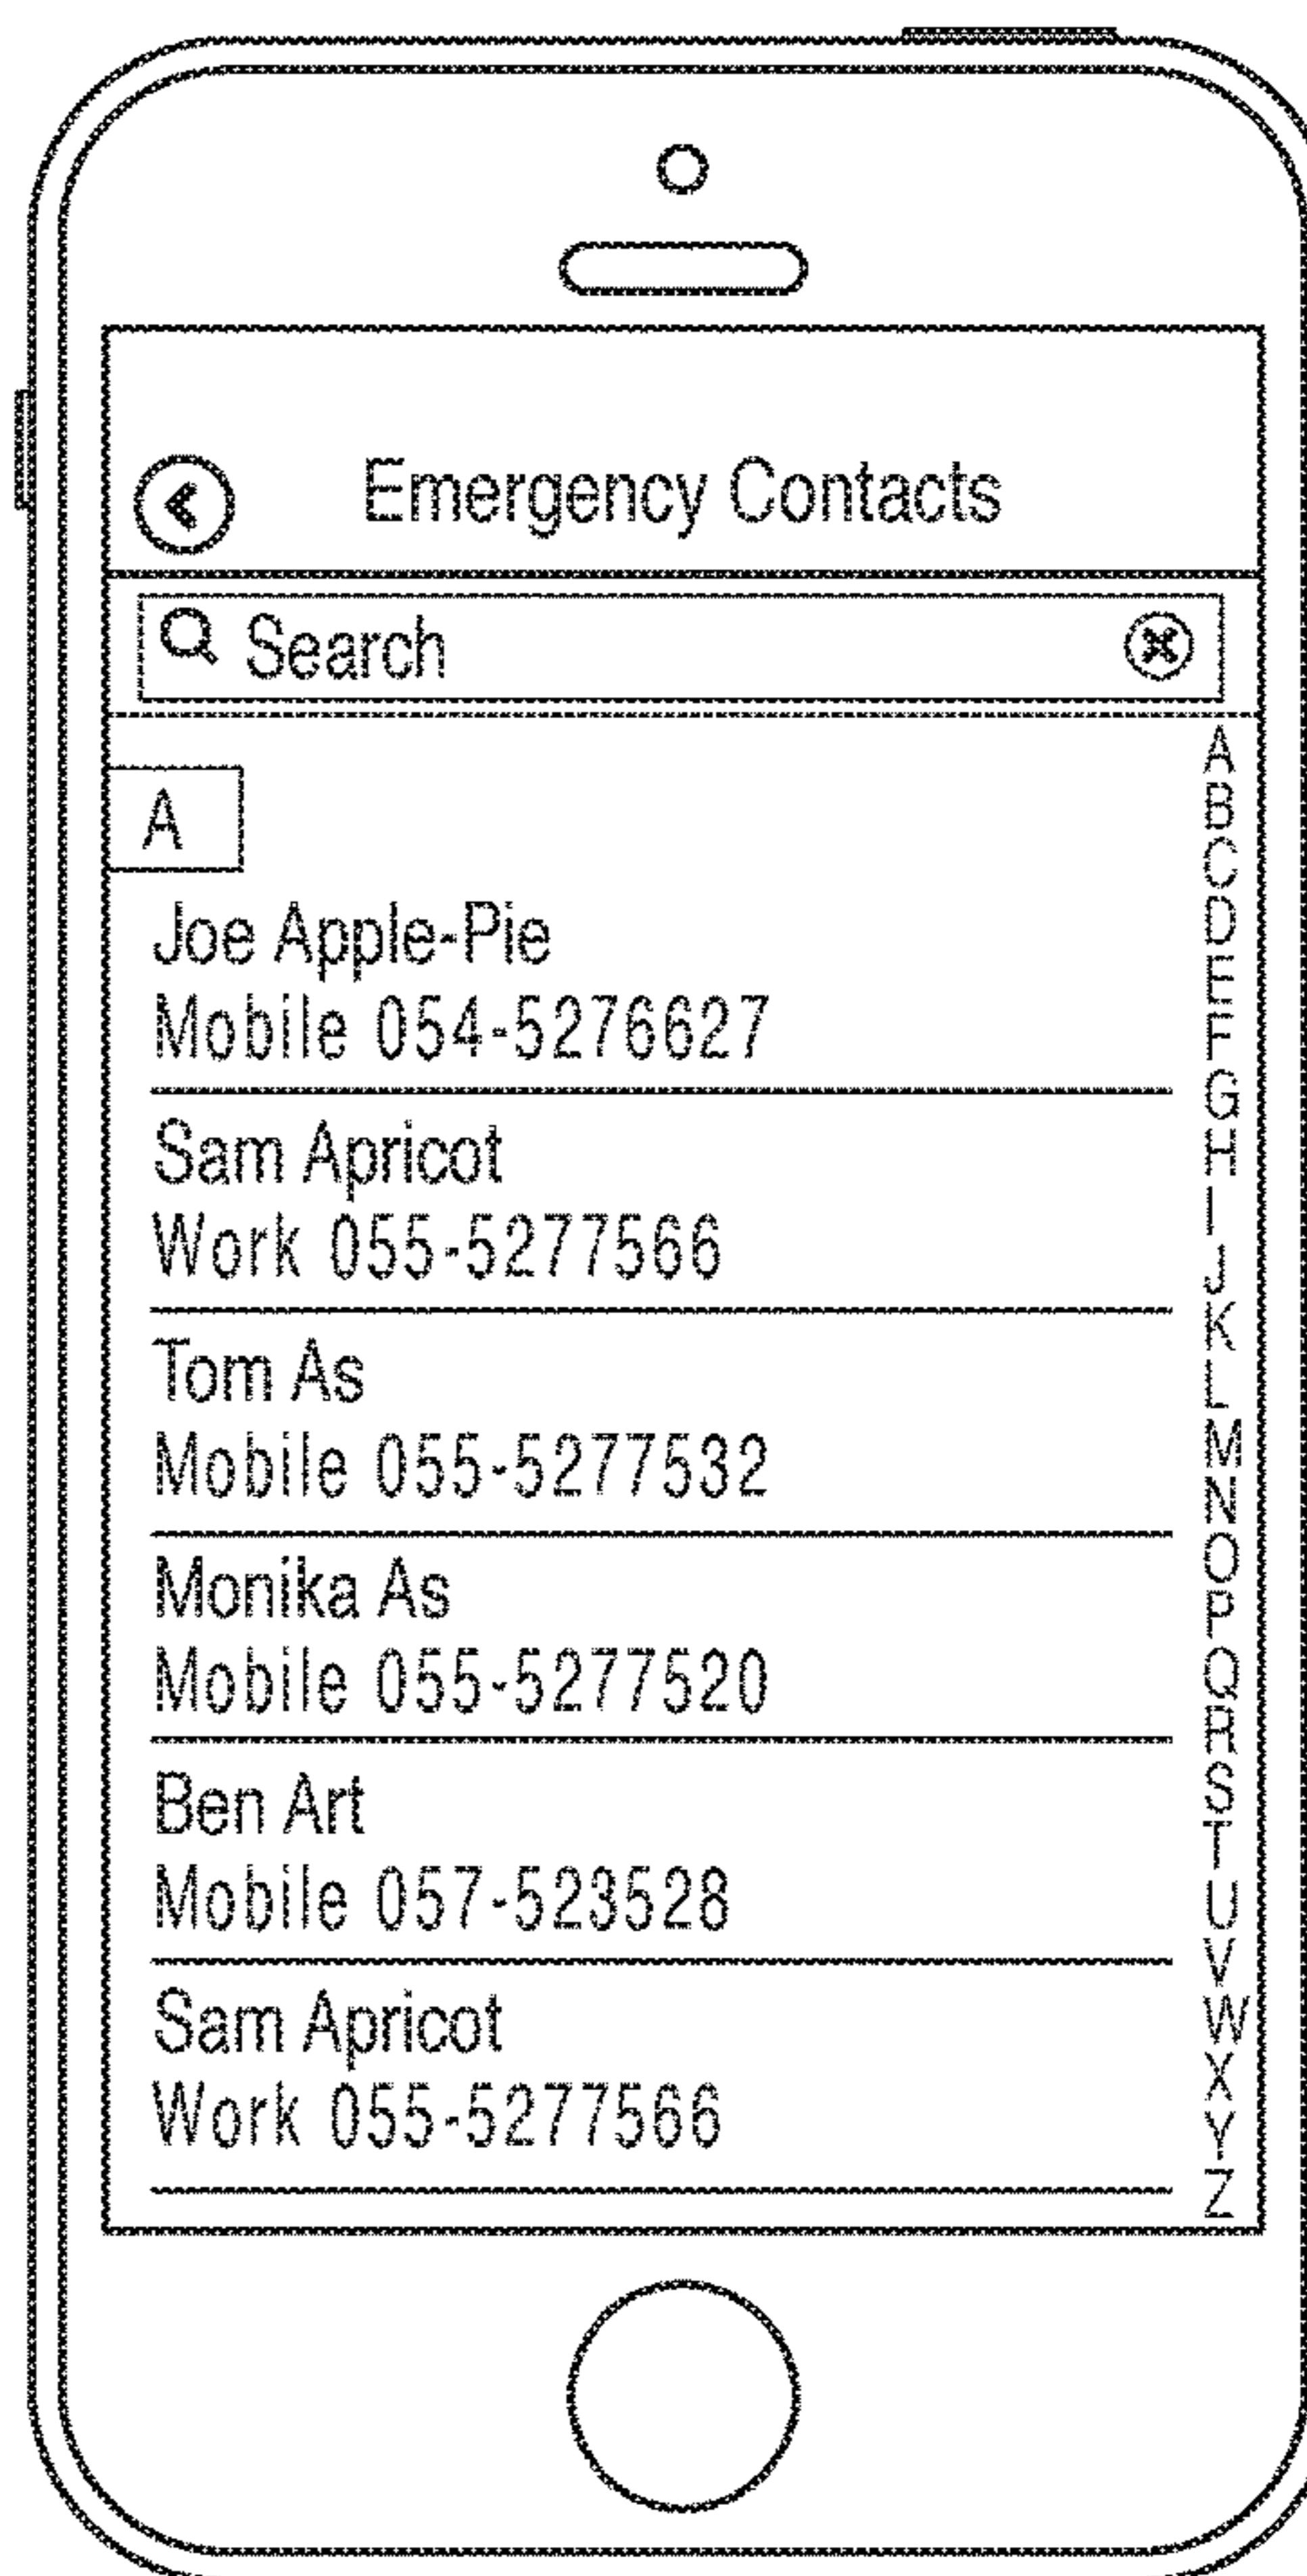 Emergency Contacts
Search
A
Joe Apple-Pie
Mobile 054-5276627
Sam Apricot
Work 055-5277566
Tom As
Mobile 055-5277532
Monika As
Mobile 055-5277520
Ben Art
Mobile 057-523528
Sam Apricot
Work 055-5277566
A
B
C
D
E
F
G
H
I
J
K
L
M
N
O
P
Q
R
S
T
U
V
W
X
Y
Z